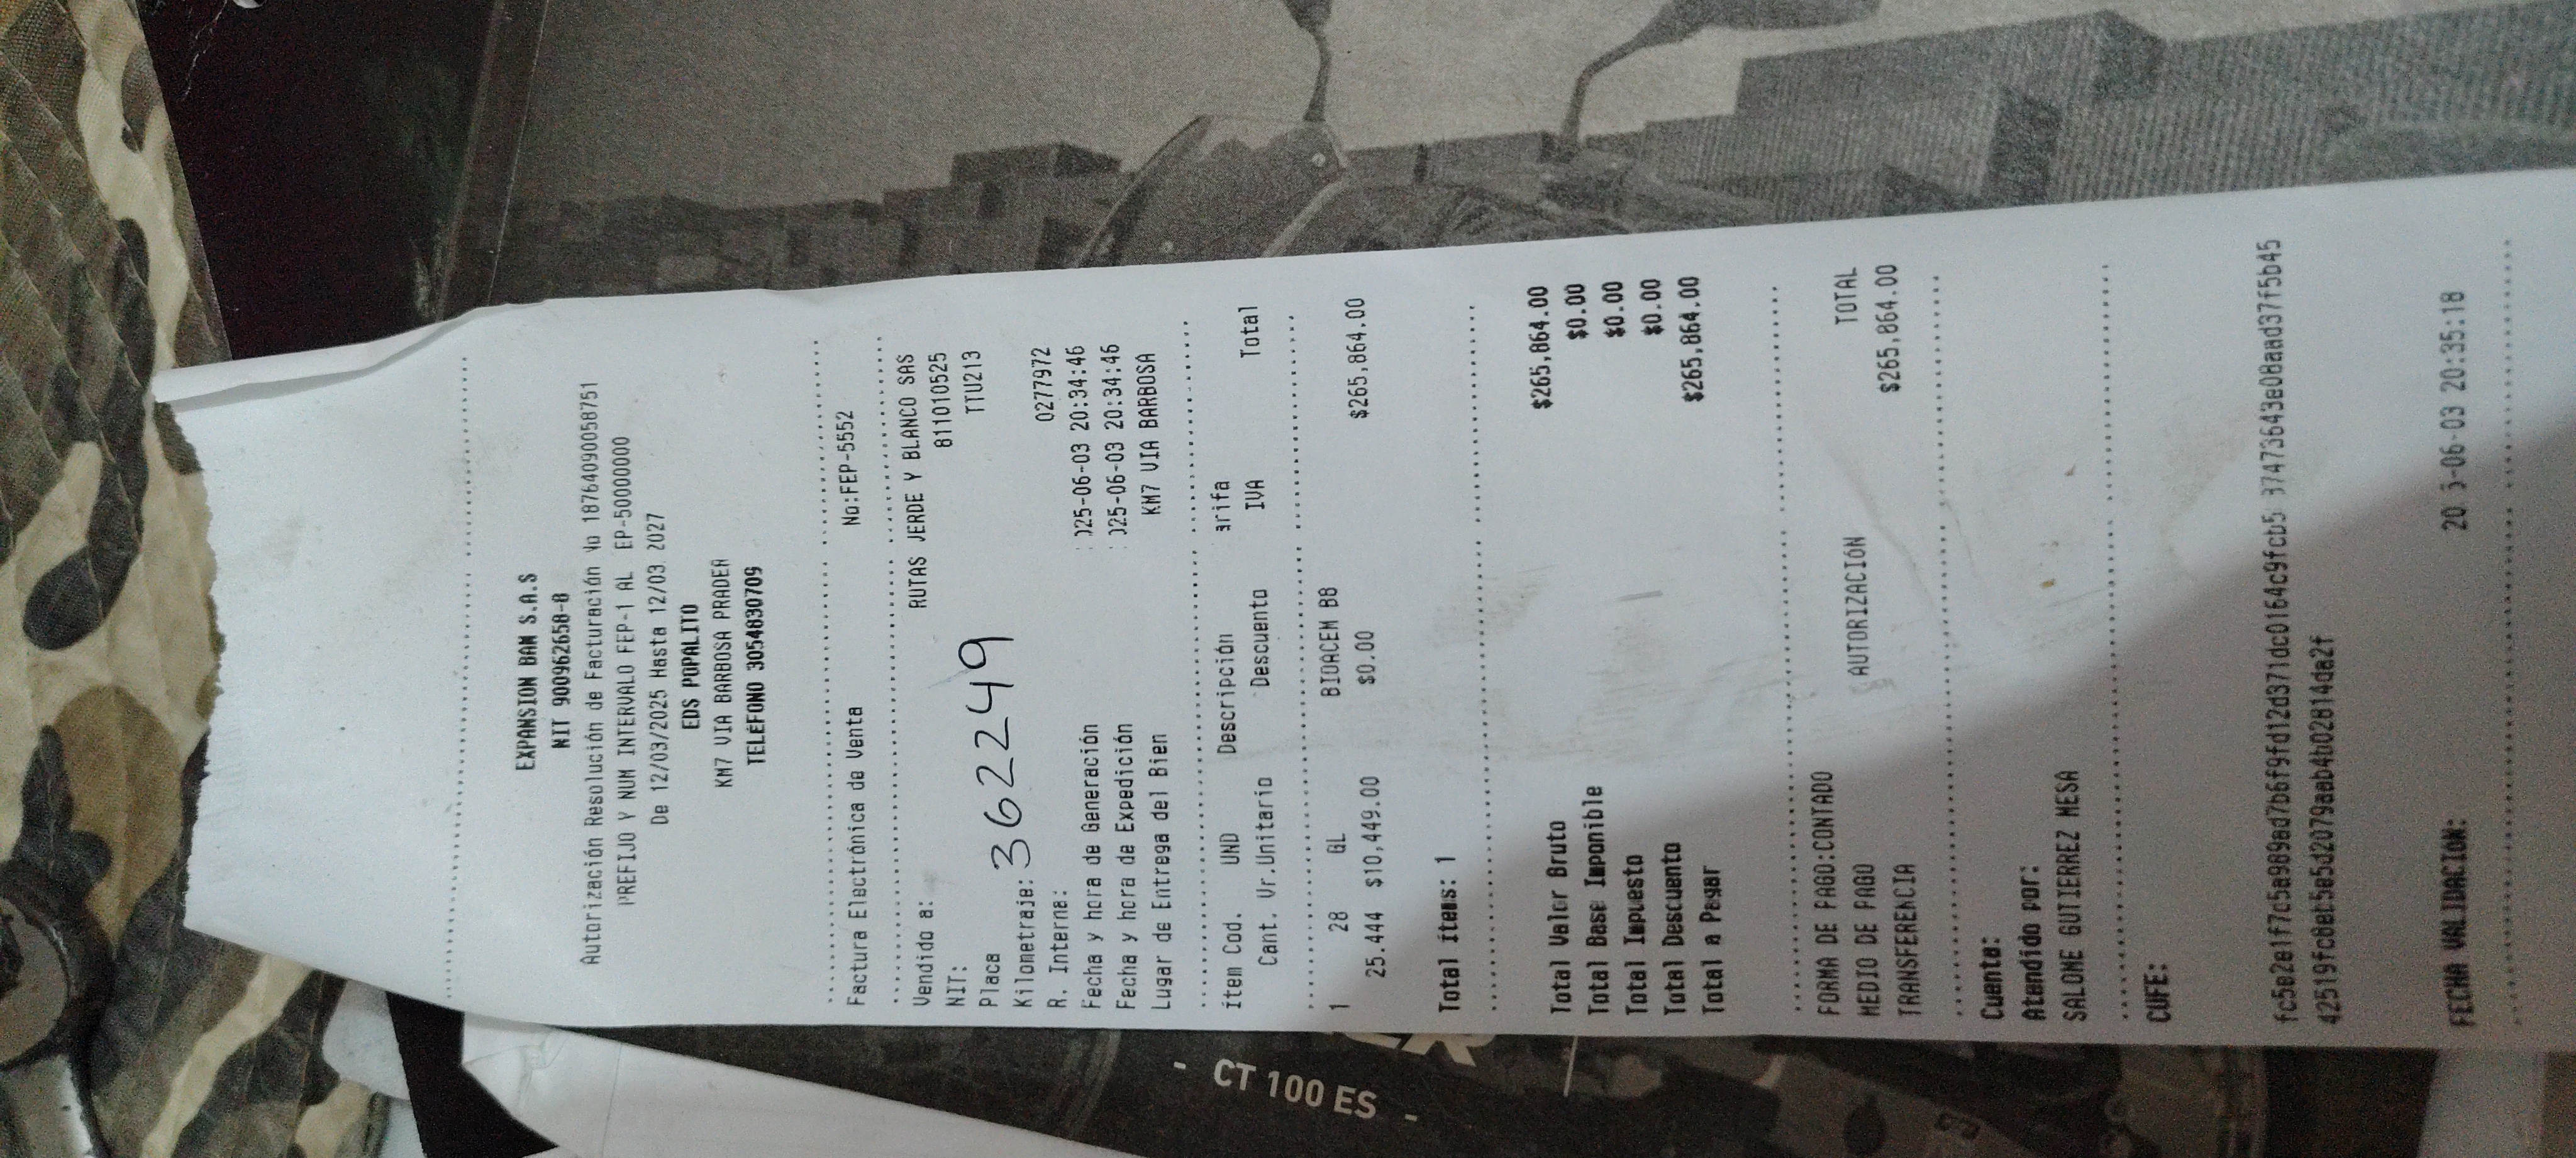 EXPANSION BAM S.A.S
NIT 900962658-8
Autorización Resolución de Facturación No 18764090058751
PREFIJO Y NUM INTERVALO FEP-1 AL EP-50000000
De 12/03/2025 Hasta 12/03 2027
EDS POPALITO
KM7 VIA BARBOSA PRADEA
TELEFONO 3054830709
Factura Electrónica de Venta No:FEP-5552
Vendido a: RUTAS JERDE Y BLANCO SAS
NIT: 811010525
Placa TTU213
Kilometraje: 362249
R. Interna: 0277972
Fecha y hora de Generación : 025-06-03 20:34:46
Fecha y hora de Expedición : 025-06-03 20:34:46
Lugar de Entrega del Bien KM7 VIA BARBOSA
ítem Cod. UND Descripción arifa
Cant. Vr.Unitario Descuento IVA Total
1 28 GL BIOACEM B8
25.444 $10,449.00 $0.00 $265,864.00
Total ítems: 1
Total Valor Bruto $265,864.00
Total Base Imponible $0.00
Total Impuesto $0.00
Total Descuento $0.00
Total a Pagar $265,864.00
FORMA DE PAGO:CONTADO
MEDIO DE PAGO AUTORIZACIÓN TOTAL
TRANSFERENCIA $265,864.00
Cuenta:
Atendido por:
SALOME GUTIERREZ MESA
CUFE:
fc5a2e1f7c5a989ad7b6f9fd12d371dc0164c9fcb5 37473643e08aad37f5b45
42519fc8eb5e5d2079aab4b02814da2f
FECHA VALIDACION: 20 5-06-03 20:35:18
- CT 100 ES -